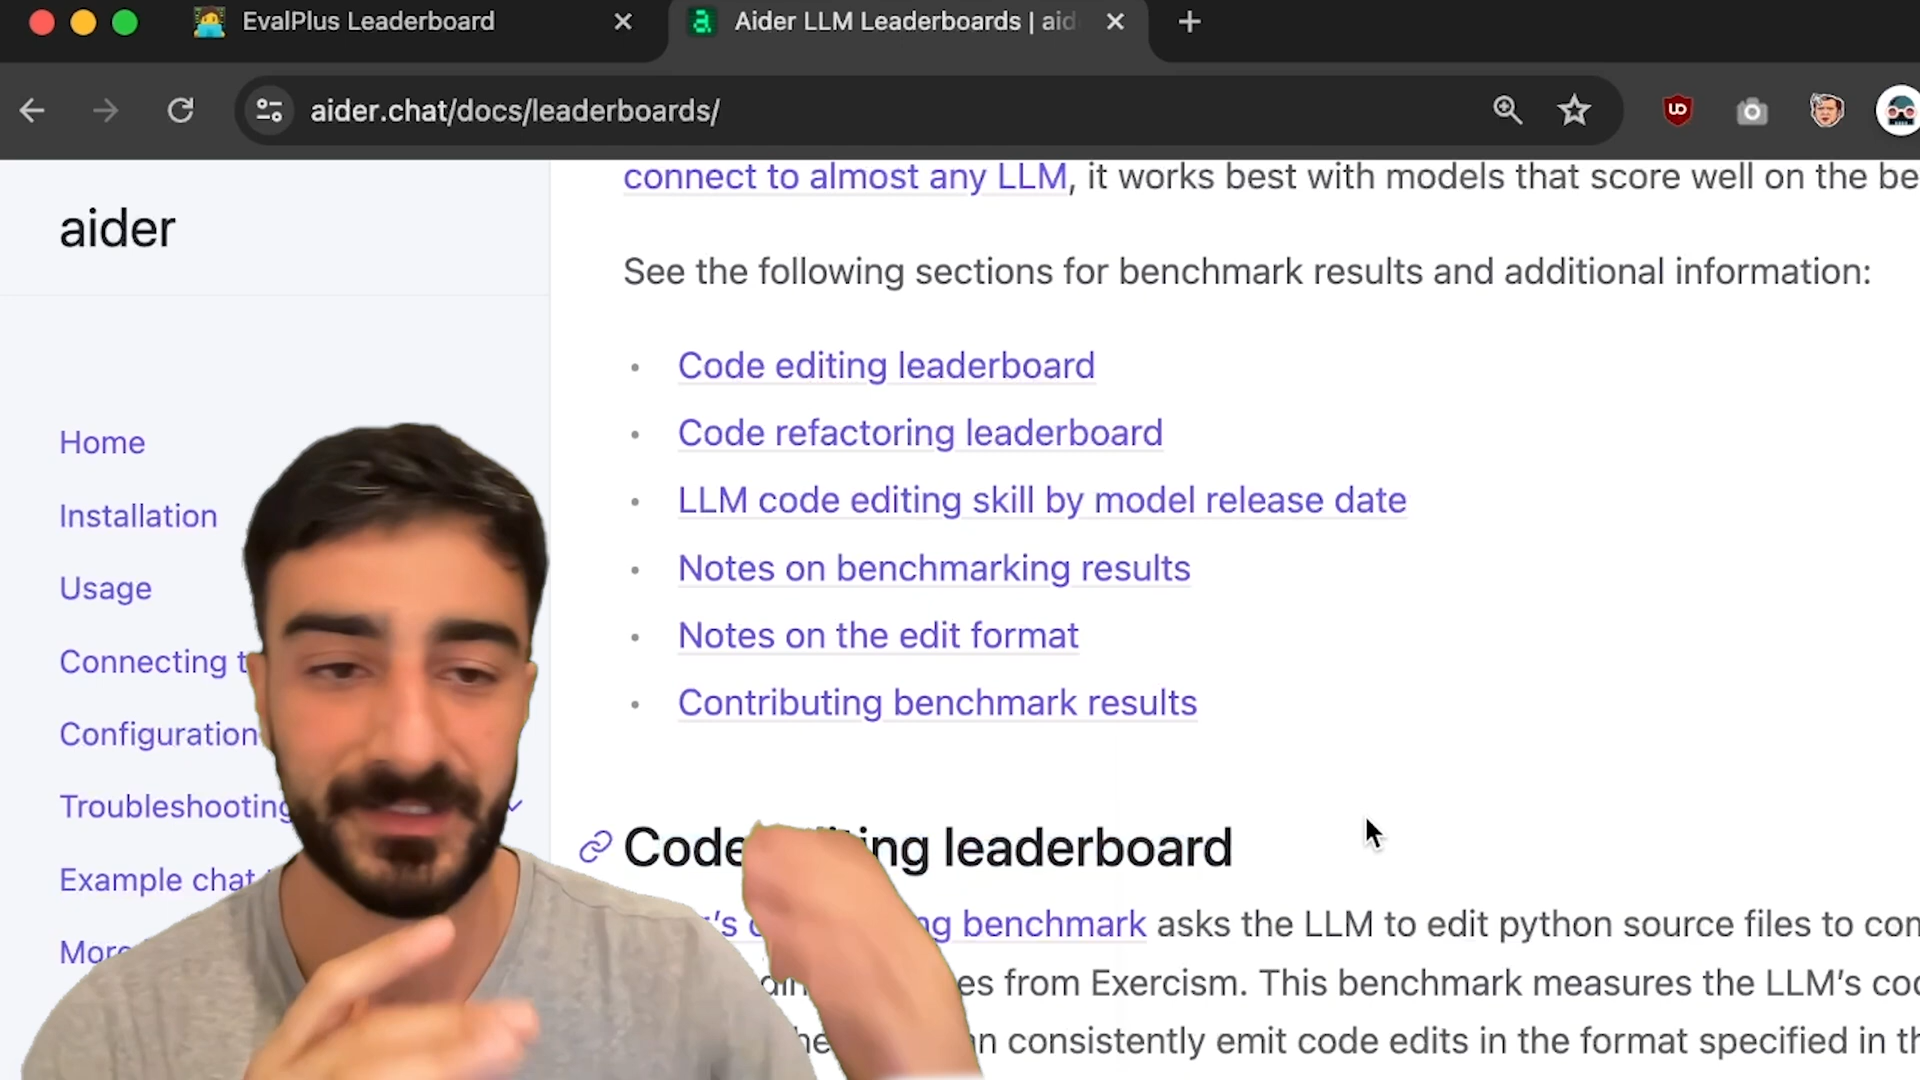 EvalPlus Leaderboard
Aider LLM Leaderboards | aid
aider.chat/docs/leaderboards/
connect to almost any LLM, it works best with models that score well on the be
aider
See the following sections for benchmark results and additional information:
Code editing leaderboard
Code refactoring leaderboard
LLM code editing skill by model release date
Notes on benchmarking results
Notes on the edit format
Contributing benchmark results
Home
Installation
Usage
Connecting t
Configuration
Troubleshooting
Example chat
More
Code ing leaderboard
's benchmark asks the LLM to edit python source files to com
es from Exercism. This benchmark measures the LLM's cod
n consistently emit code edits in the format specified in th